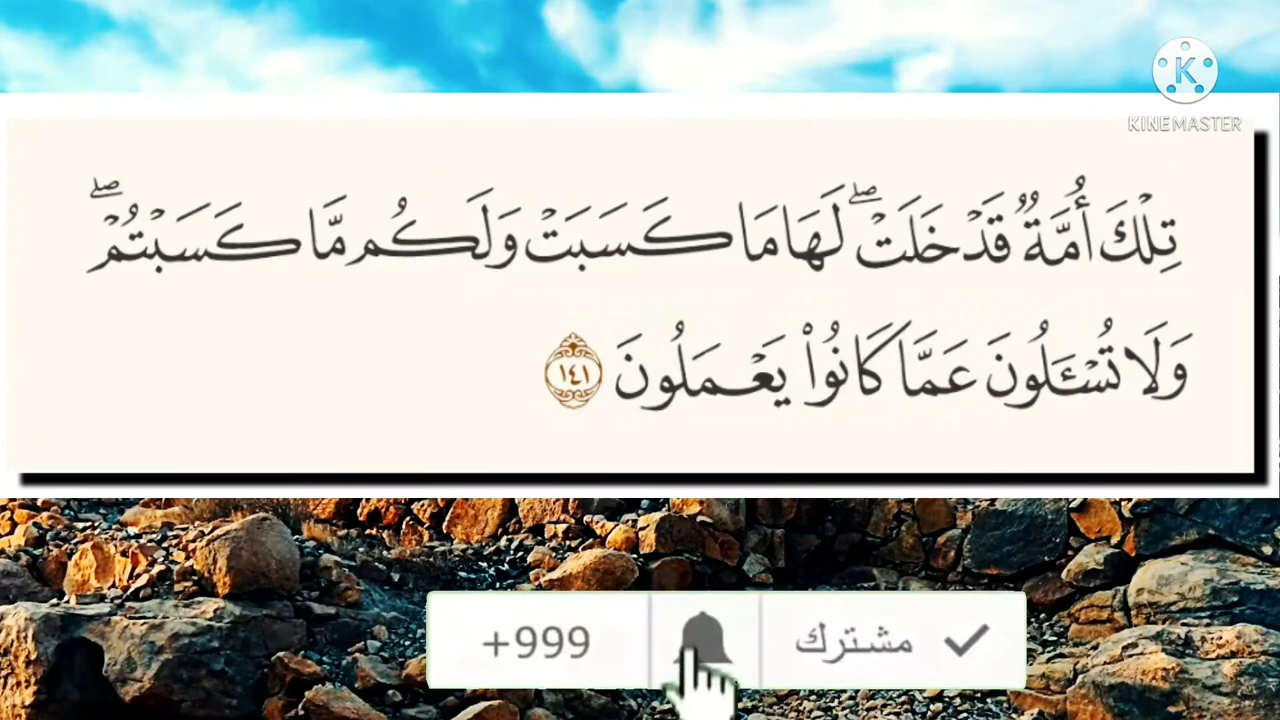 KINEMASTER
تِلْكَ أُمَّةٌ قَدْ خَلَتْ ۖ لَهَا مَا كَسَبَتْ وَلَكُم مَّا كَسَبْتُمْ ۖ
وَلَا تُسْـَٔلُونَ عَمَّا كَانُوا۟ يَعْمَلُونَ ١٤١
مشترك +999